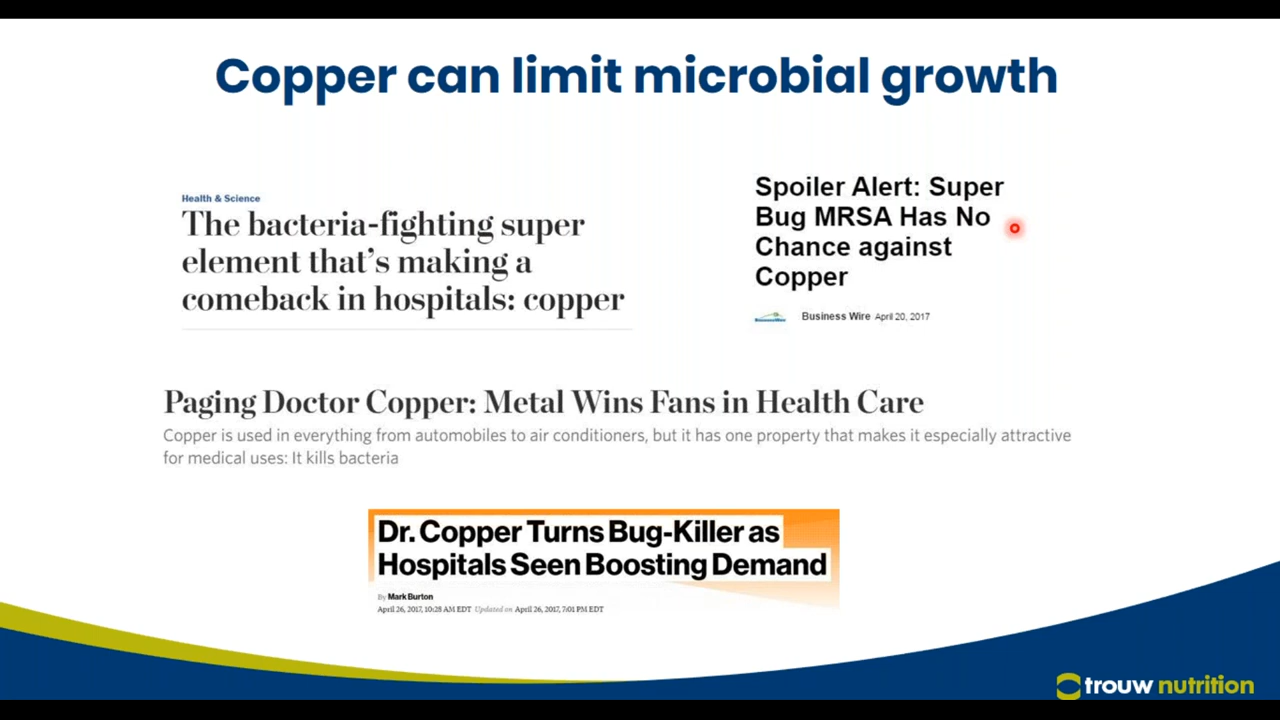 Copper can limit microbial growth
Health & Science
The bacteria-fighting super
element that's making a
comeback in hospitals: copper
Spoiler Alert: Super
Bug MRSA Has No
Chance against
Copper
Business Wire April 20, 2017
Paging Doctor Copper: Metal Wins Fans in Health Care
Copper is used in everything from automobiles to air conditioners, but it has one property that makes it especially attractive
for medical uses: It kills bacteria
Dr. Copper Turns Bug-Killer as
Hospitals Seen Boosting Demand
By Mark Burton
April 26, 2017, 10:28 AM EDT Updated on April 26, 2017, 7:01 PM EDT
trouw nutrition